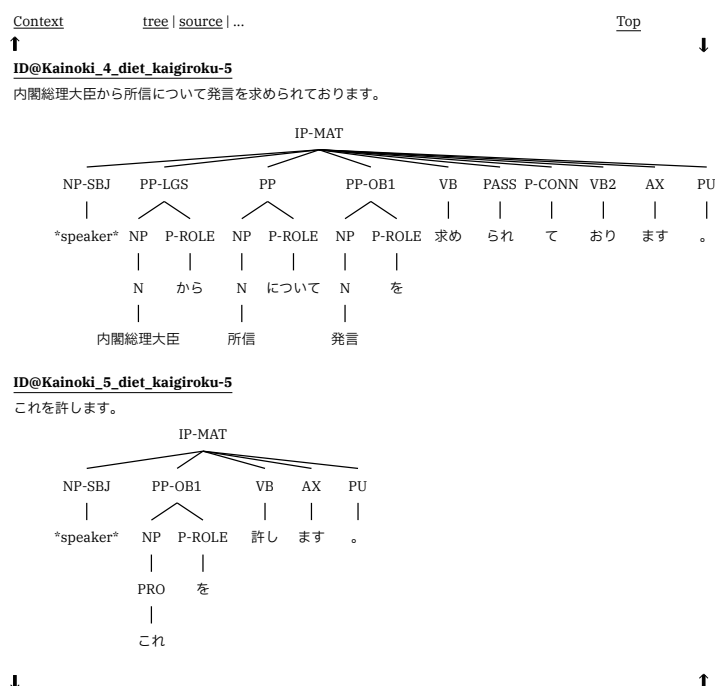 Context tree | source | ... Top
⬆ ⬇
ID@Kainoki_4_diet_kaigiroku-5
内閣総理大臣から所信について発言を求められております。
IP-MAT
NP-SBJ PP-LGS PP PP-OB1 VB PASS P-CONN VB2 AX PU
*speaker* NP P-ROLE NP P-ROLE NP P-ROLE 求め られ て おり ます 。
N から N について N を
内閣総理大臣 所信 発言
ID@Kainoki_5_diet_kaigiroku-5
これを許します。
IP-MAT
NP-SBJ PP-OB1 VB AX PU
*speaker* NP P-ROLE 許し ます 。
PRO を
これ
⬇ ⬆